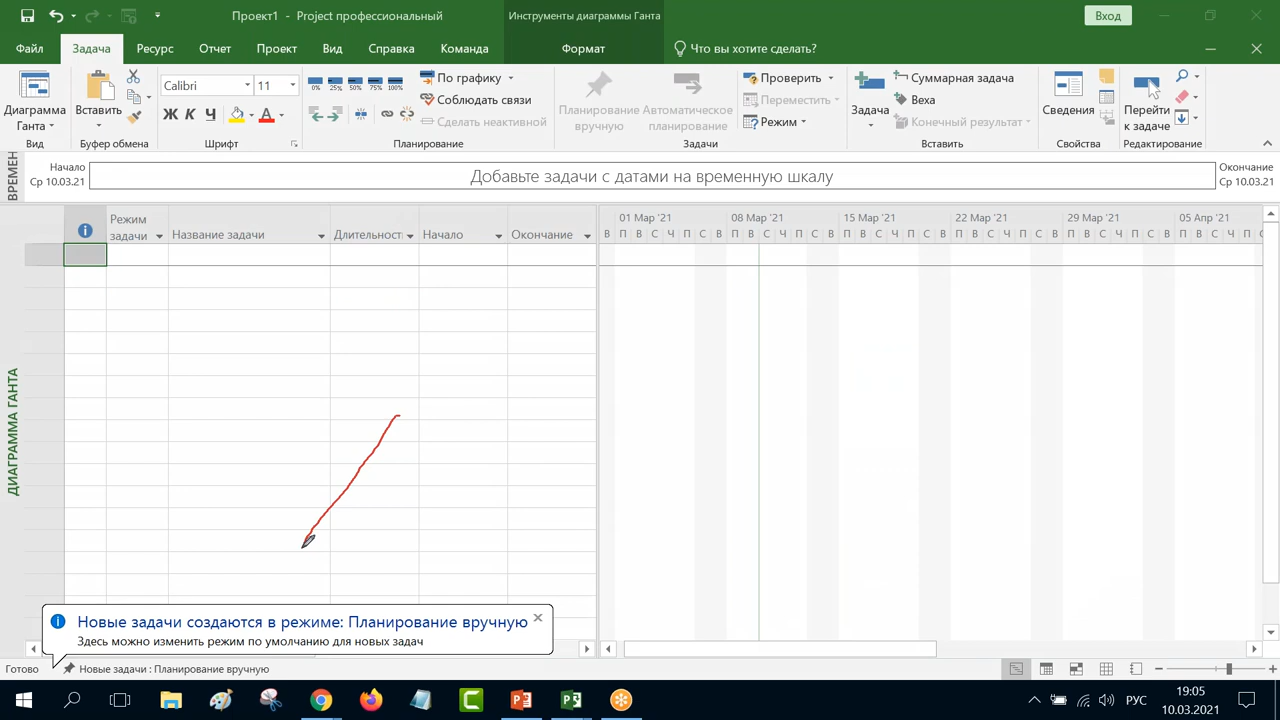 Проект1 - Project профессиональный
Инструменты диаграммы Ганта
Вход
Файл Задача Ресурс Отчет Проект Вид Справка Команда Формат Что вы хотите сделать?
Диаграмма Ганта
Вид
Вставить
Буфер обмена
Calibri 11
Ж К Ч А
Шрифт
0% 25% 50% 75% 100%
По графику
Соблюдать связи
Сделать неактивной
Планирование
Планирование вручную
Автоматическое планирование
Проверить
Переместить
Режим
Задачи
Задача
Суммарная задача
Веха
Конечный результат
Вставить
Сведения
Свойства
Перейти к задаче
Редактирование
ВРЕМЕН
Начало
Ср 10.03.21
Добавьте задачи с датами на временную шкалу
Окончание
Ср 10.03.21
Режим задачи
Название задачи
Длительност
Начало
Окончание
01 Мар '21 08 Мар '21 15 Мар '21 22 Мар '21 29 Мар '21 05 Апр '21
В П В С Ч П С В П В С Ч П С В П В С Ч П С В П В С Ч П С В П В С Ч П С В П В С Ч
ДИАГРАММА ГАНТА
Новые задачи создаются в режиме: Планирование вручную
Здесь можно изменить режим по умолчанию для новых задач
Готово
Новые задачи : Планирование вручную
РУС
19:05
10.03.2021